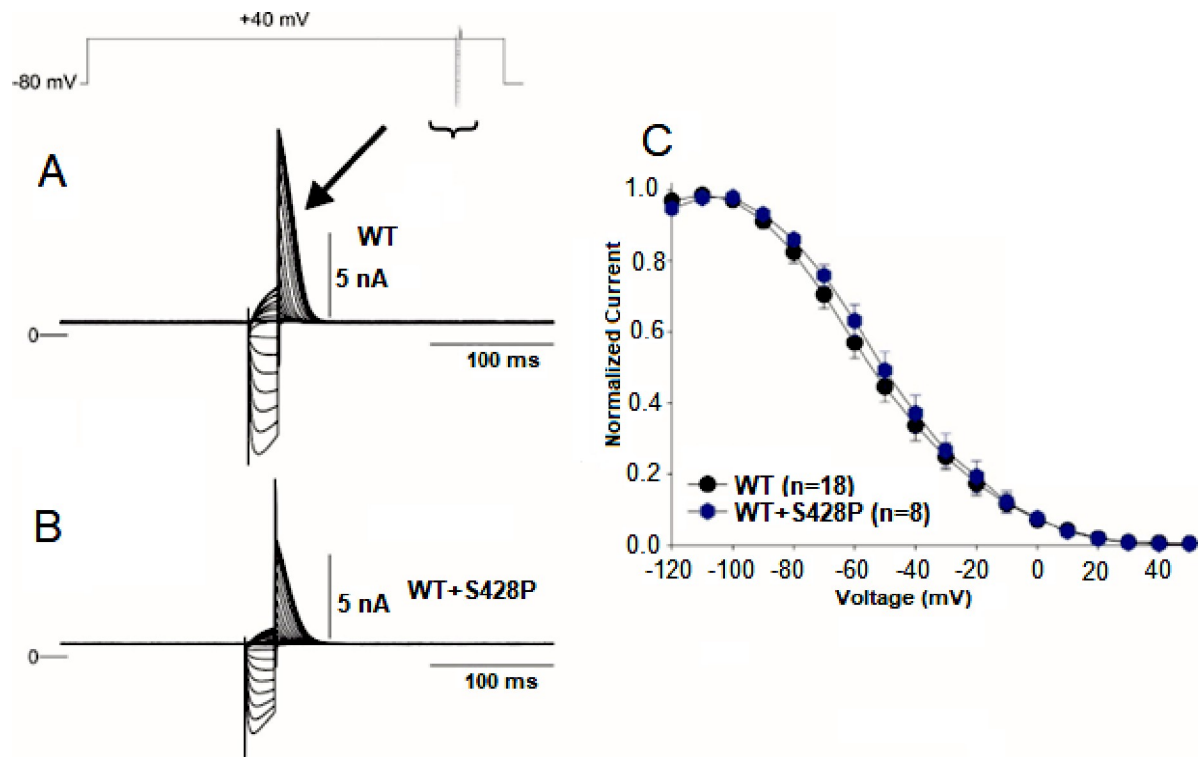 +40 mV
-80 mV
A
WT
5 nA
0
100 ms
B
WT+S428P
5 nA
0
100 ms
C
Normalized Current
1.0
0.8
0.6
0.4
0.2
0.0
WT (n=18)
WT+S428P (n=8)
-120 -100 -80 -60 -40 -20 0 20 40
Voltage (mV)